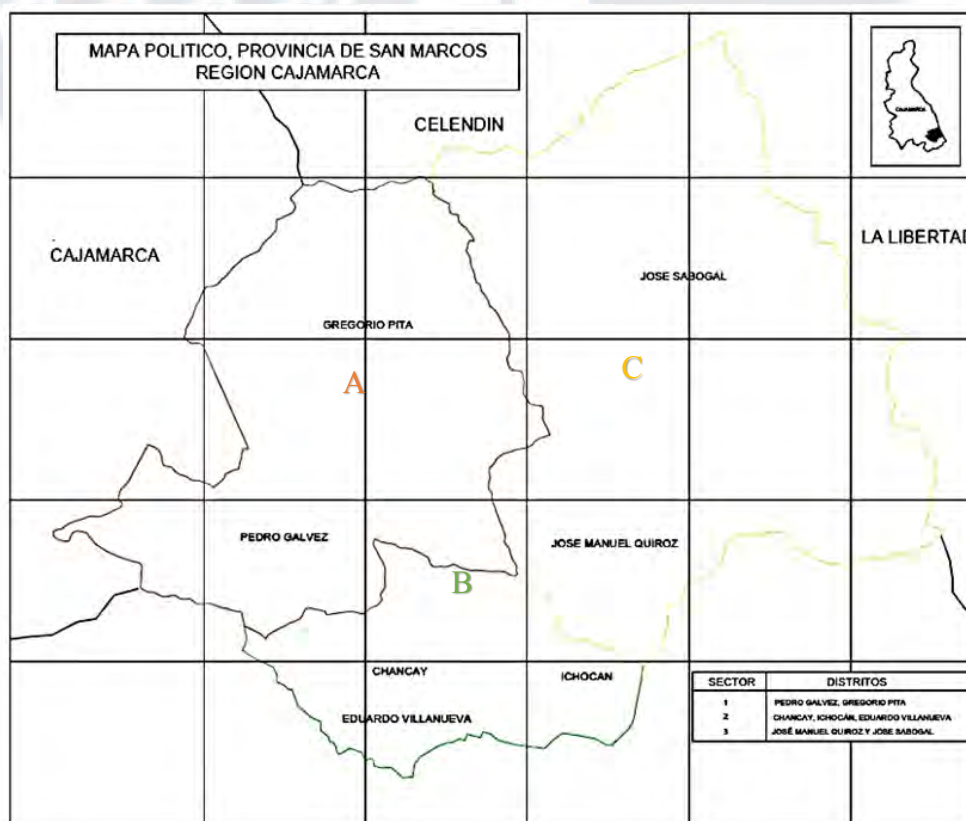 MAPA POLITICO, PROVINCIA DE SAN MARCOS
REGION CAJAMARCA
CAJAMARCA
CELENDIN
CAJAMARCA
LA LIBERTAD
JOSE SABOGAL
GREGORIO PITA
A
C
PEDRO GALVEZ
JOSE MANUEL QUIROZ
B
CHANCAY
ICHOCAN
EDUARDO VILLANUEVA
SECTOR DISTRITOS
1 PEDRO GALVEZ, GREGORIO PITA
2 CHANCAY, ICHOCÁN, EDUARDO VILLANUEVA
3 JOSÉ MANUEL QUIROZ Y JOSE SABOGAL